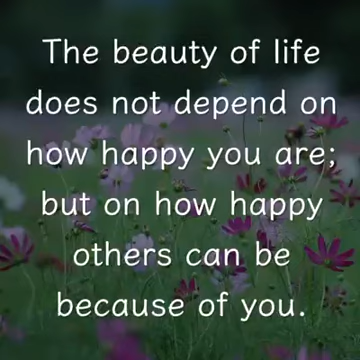 The beauty of life
does not depend on
how happy you are;
but on how happy
others can be
because of you.